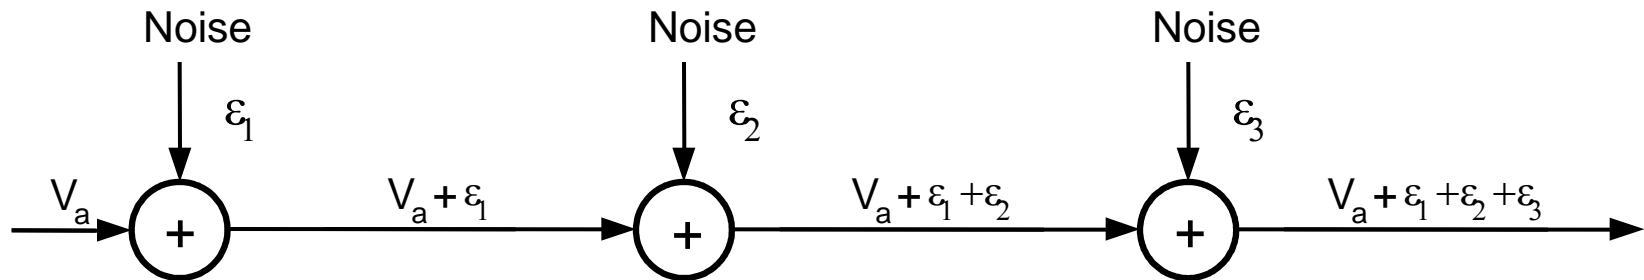 Noise Noise Noise
ε1 ε2 ε3
Va Va + ε1 Va + ε1 + ε2 Va + ε1 + ε2 + ε3
+ + +